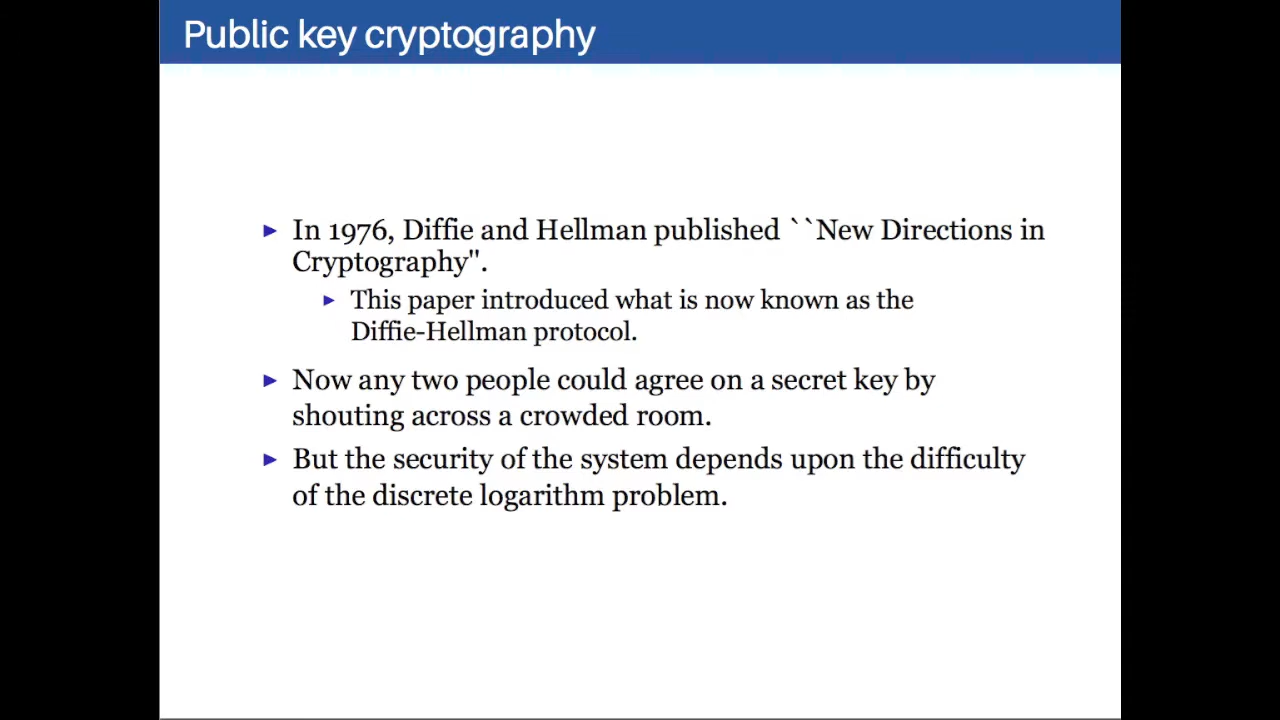 Public key cryptography
In 1976, Diffie and Hellman published ``New Directions in
Cryptography".
This paper introduced what is now known as the
Diffie-Hellman protocol.
Now any two people could agree on a secret key by
shouting across a crowded room.
But the security of the system depends upon the difficulty
of the discrete logarithm problem.